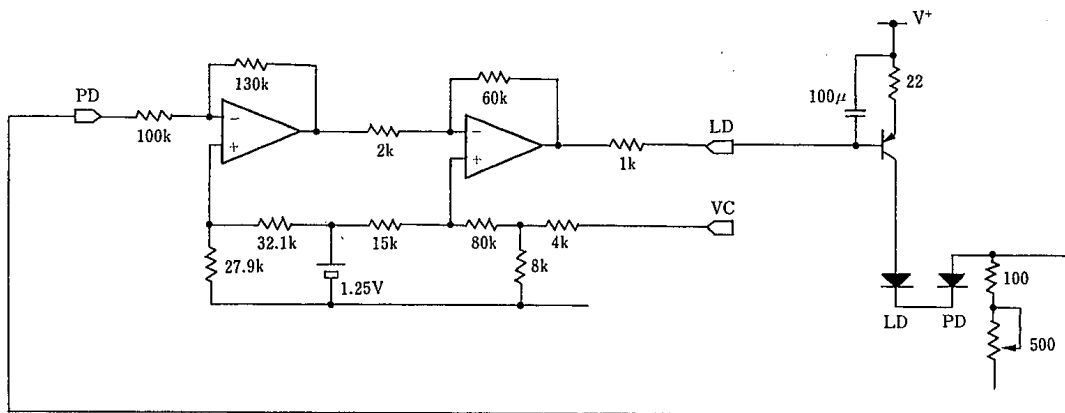 V+
130k
PD
60k
100µ
22
−
−
LD
100k
2k
+
+
1k
VC
32.1k
15k
80k
4k
27.9k
8k
1.25V
100
LD
PD
500